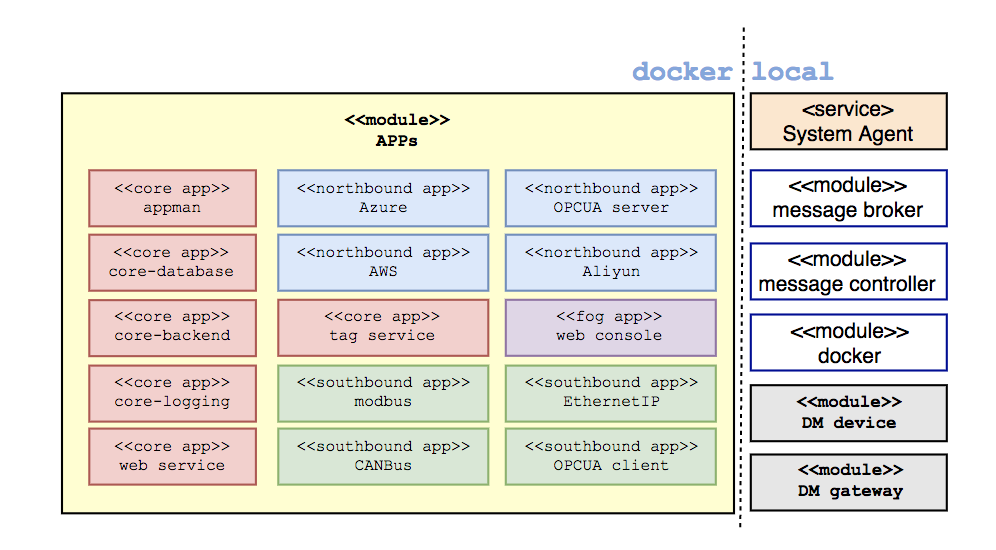 docker local
<<module>>
APPs
<<core app>>
appman
<<northbound app>>
Azure
<<northbound app>>
OPCUA server
<<core app>>
core-database
<<northbound app>>
AWS
<<northbound app>>
Aliyun
<<core app>>
core-backend
<<core app>>
tag service
<<fog app>>
web console
<<core app>>
core-logging
<<southbound app>>
modbus
<<southbound app>>
EthernetIP
<<core app>>
web service
<<southbound app>>
CANBus
<<southbound app>>
OPCUA client
<service>
System Agent
<<module>>
message broker
<<module>>
message controller
<<module>>
docker
<<module>>
DM device
<<module>>
DM gateway